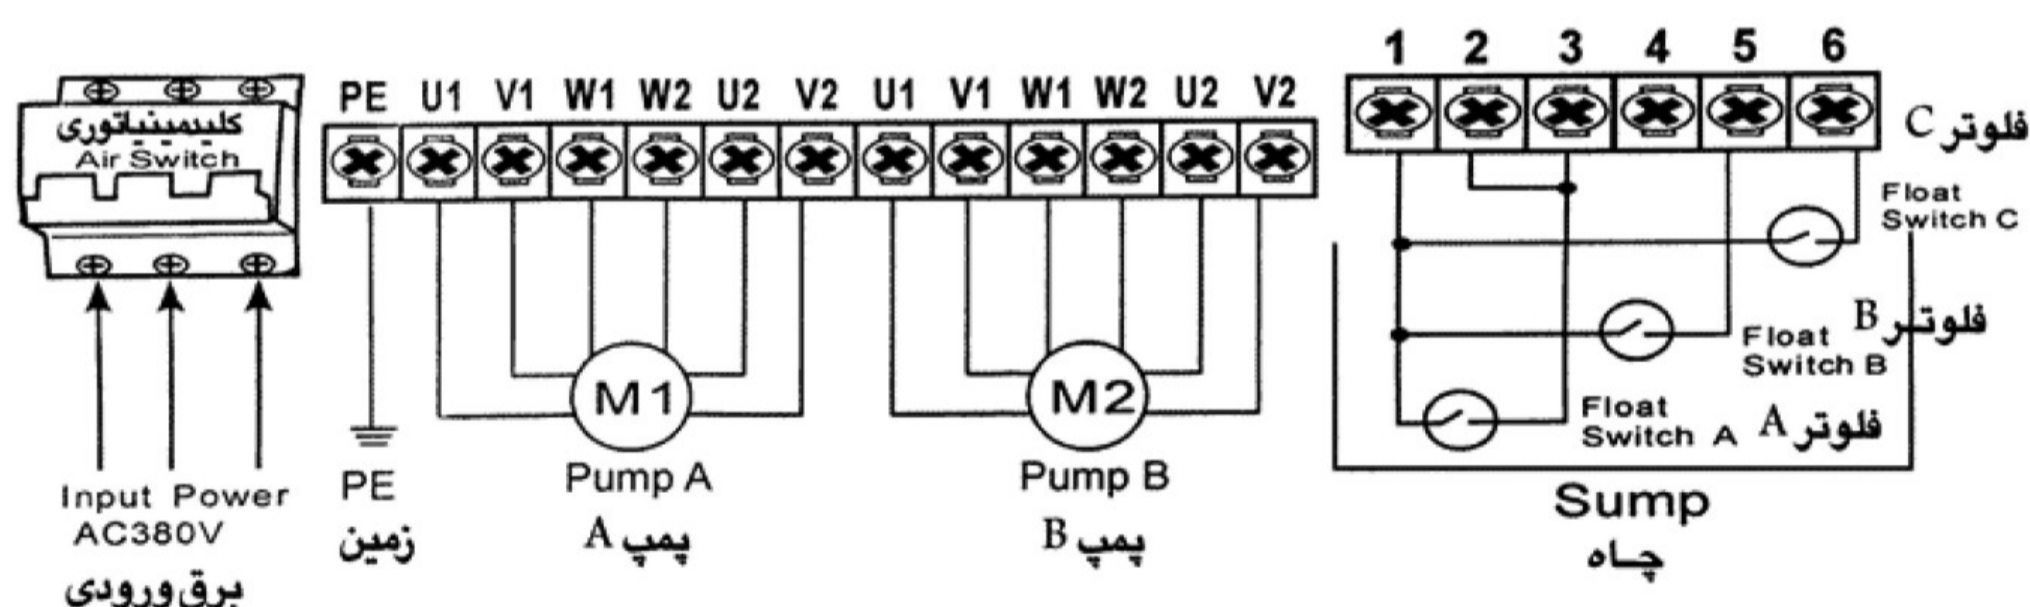 کلیدمینیاتوری
Air Switch
Input Power
AC380V
برق ورودی
PE U1 V1 W1 W2 U2 V2 U1 V1 W1 W2 U2 V2
PE
زمین
M1
Pump A
پمپ A
M2
Pump B
پمپ B
1 2 3 4 5 6
فلوتر C
Float
Switch C
فلوتر B
Float
Switch B
Float
Switch A
فلوتر A
Sump
چاه